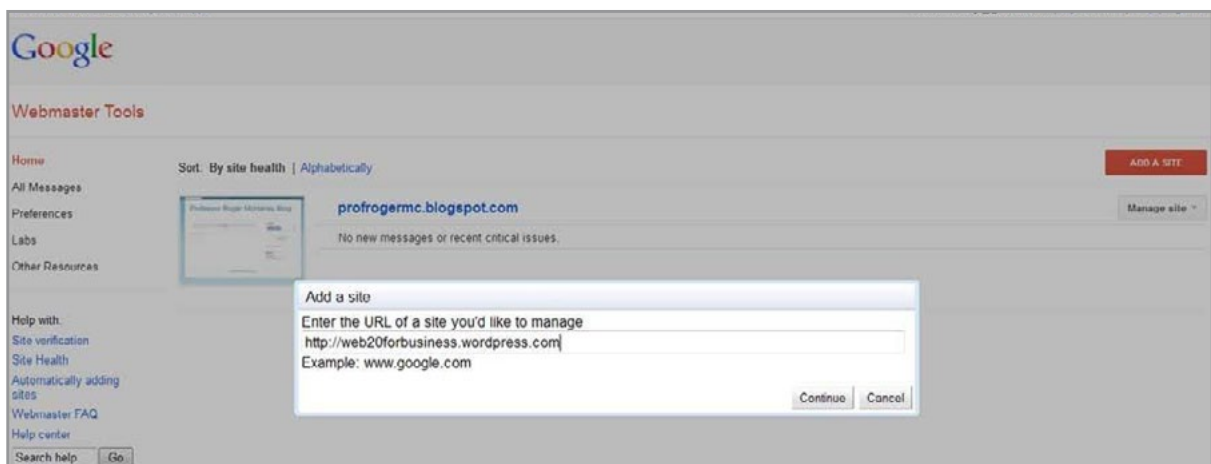 Google
Webmaster Tools
Home
All Messages
Preferences
Labs
Other Resources
Help with:
Site verification
Site Health
Automatically adding
sites
Webmaster FAQ
Help center
Search help Go
Sort: By site health | Alphabetically
ADD A SITE
profrogermc.blogspot.com
Manage site
No new messages or recent critical issues.
Add a site
Enter the URL of a site you'd like to manage
http://web20forbusiness.wordpress.com
Example: www.google.com
Continue Cancel